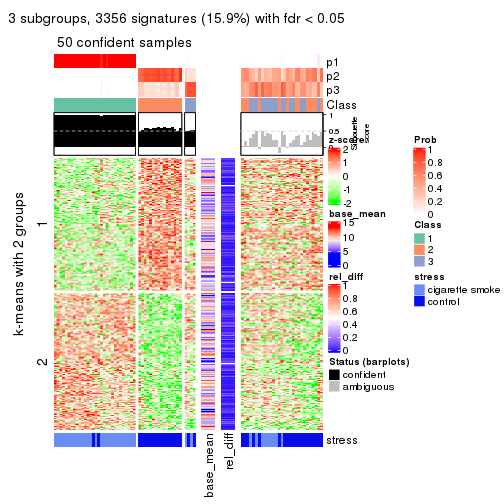 3 subgroups, 3356 signatures (15.9%) with fdr < 0.05
50 confident samples
p1
p2
p3
Class
1
0.5
0
Silhouette
score
k-means with 2 groups
1
2
stress
base_mean
rel_diff
z-score
2
1
0
-1
-2
base_mean
15
10
5
0
rel_diff
1
0.8
0.6
0.4
0.2
0
Status (barplots)
confident
ambiguous
Prob
1
0.8
0.6
0.4
0.2
0
Class
1
2
3
stress
cigarette smoke
control